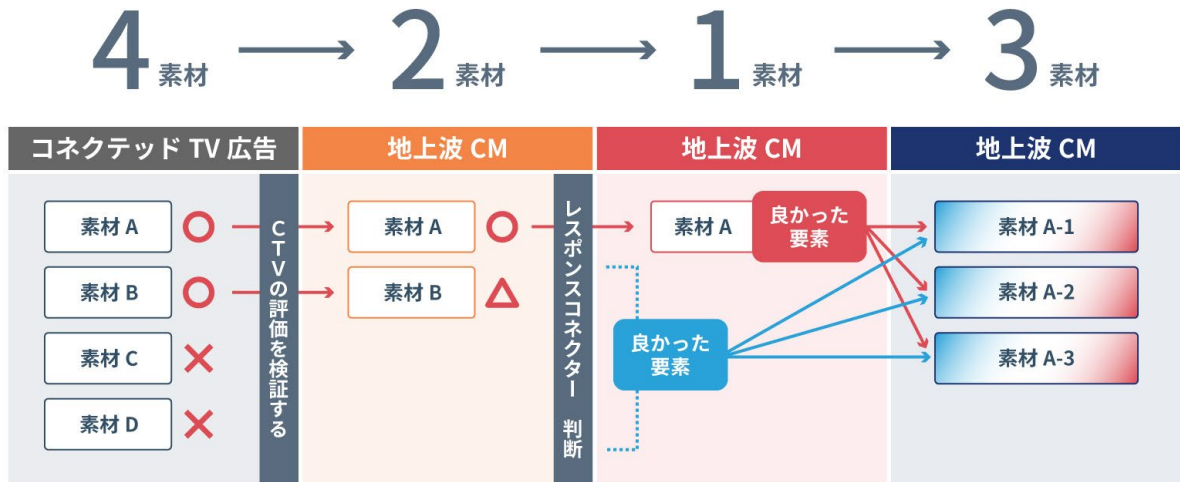 4 素材
2 素材
1 素材
3 素材
コネクテッド TV 広告
地上波 CM
地上波 CM
地上波 CM
素材 A
素材 B
素材 C
素材 D
CTVの評価を検証する
素材 A
素材 B
レスポンスコネクター 判断
素材 A
良かった
要素
良かった
要素
素材 A-1
素材 A-2
素材 A-3